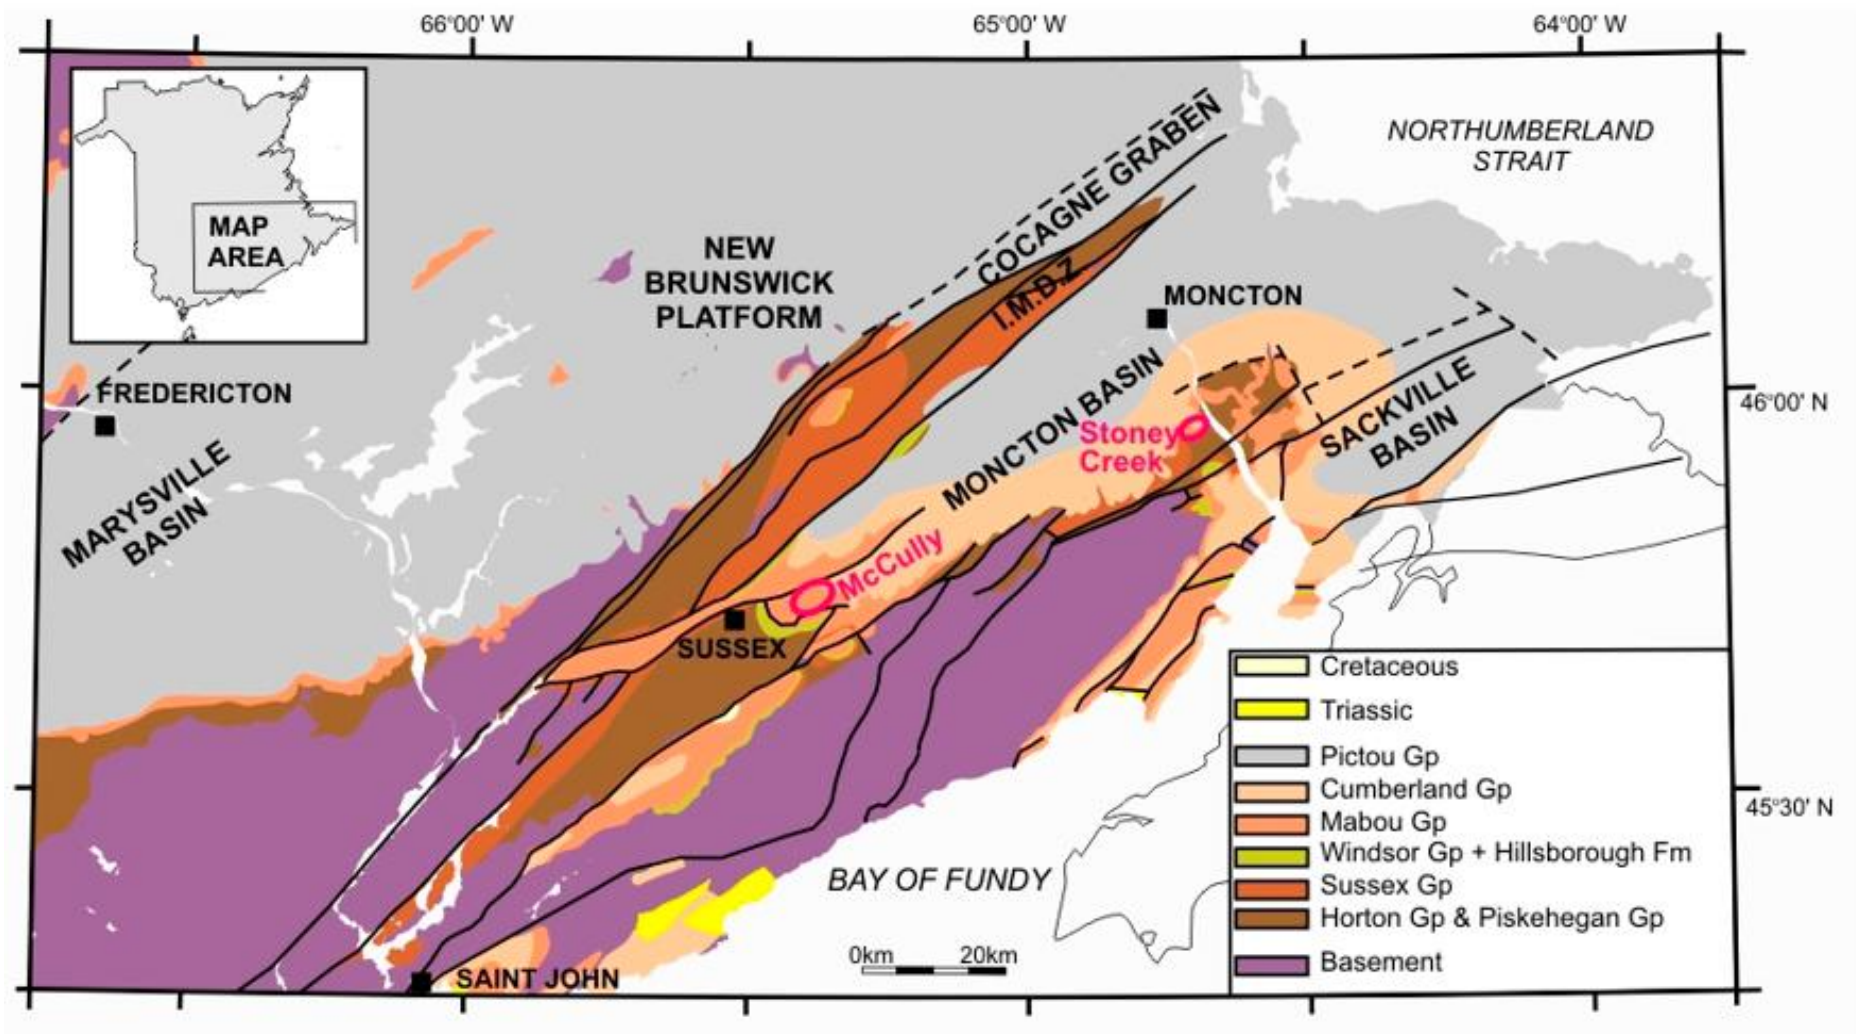 66°00' W
65°00' W
64°00' W
NORTHUMBERLAND
STRAIT
COCAGNE GRABEN
MAP
AREA
NEW
BRUNSWICK
PLATFORM
I.M.D.Z.
MONCTON
FREDERICTON
46°00' N
MONCTON BASIN
SACKVILLE
BASIN
Stoney
Creek
MARYSVILLE
BASIN
McCully
SUSSEX
Cretaceous
Triassic
Pictou Gp
Cumberland Gp
Mabou Gp
Windsor Gp + Hillsborough Fm
Sussex Gp
Horton Gp & Piskehegan Gp
Basement
45°30' N
BAY OF FUNDY
0km
20km
SAINT JOHN